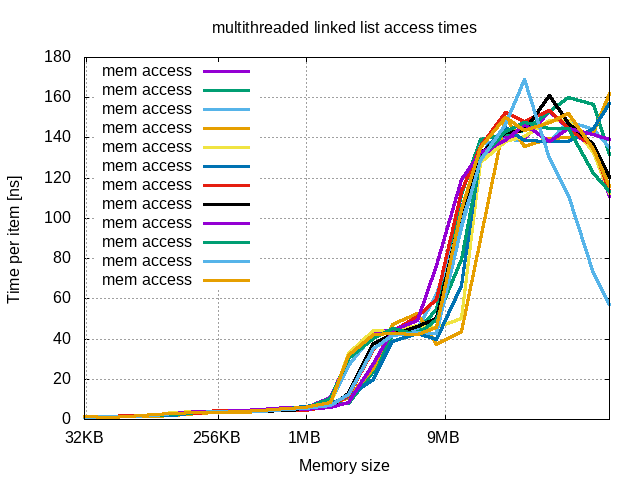 multithreaded linked list access times
180
160
140
120
100
80
60
40
20
0
Time per item [ns]
mem access
mem access
mem access
mem access
mem access
mem access
mem access
mem access
mem access
mem access
mem access
mem access
32KB 256KB 1MB 9MB
Memory size